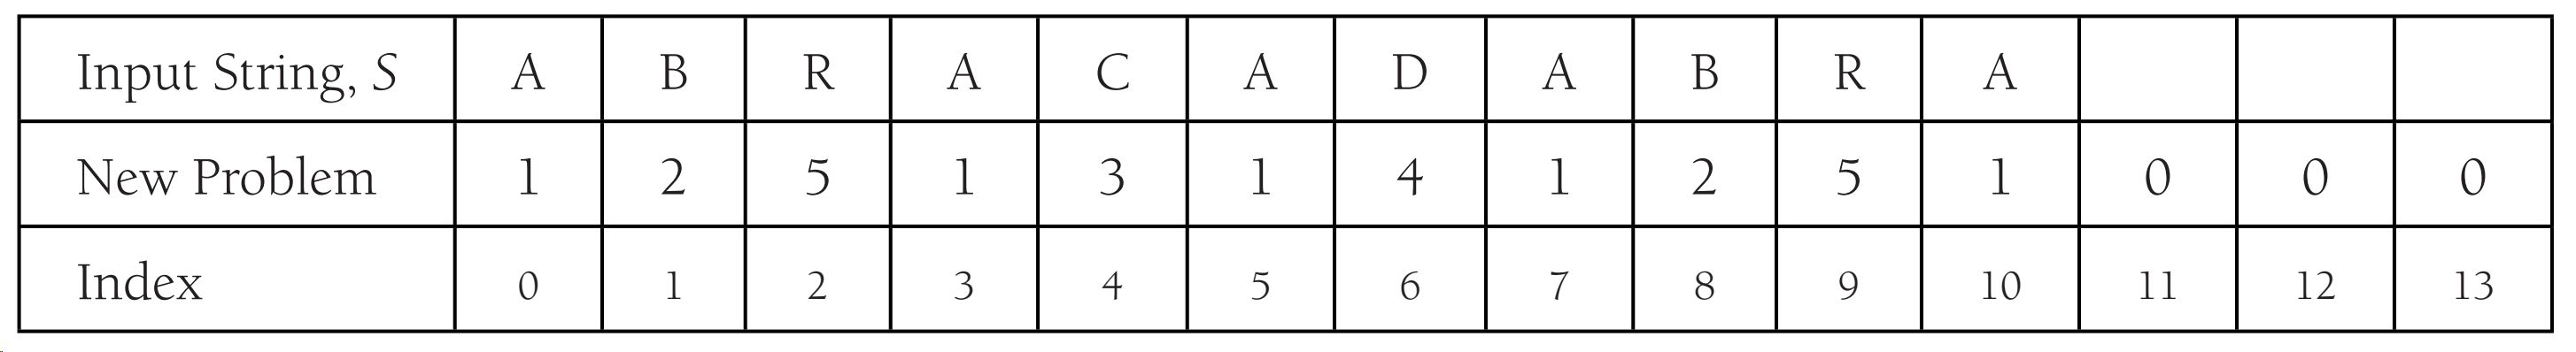 Input String, S A B R A C A D A B R A
New Problem 1 2 5 1 3 1 4 1 2 5 1 0 0 0
Index 0 1 2 3 4 5 6 7 8 9 10 11 12 13